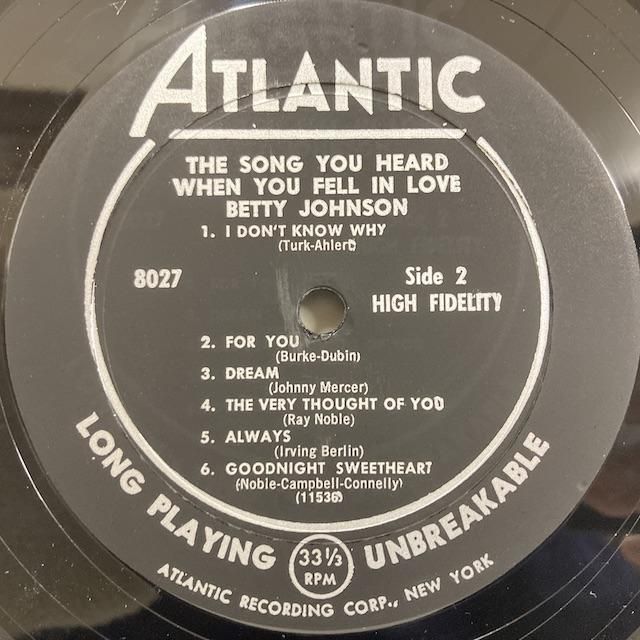 ATLANTIC
THE SONG YOU HEARD
WHEN YOU FELL IN LOVE
BETTY JOHNSON
1. I DON'T KNOW WHY
(Turk-Ahlert)
8027
Side 2
HIGH FIDELITY
2. FOR YOU
(Burke-Dubin)
3. DREAM
(Johnny Mercer)
4. THE VERY THOUGHT OF YOU
(Ray Noble)
5. ALWAYS
(Irving Berlin)
6. GOODNIGHT SWEETHEART
(Noble-Campbell-Connelly)
(11536)
LONG PLAYING 33⅓ RPM UNBREAKABLE
ATLANTIC RECORDING CORP., NEW YORK